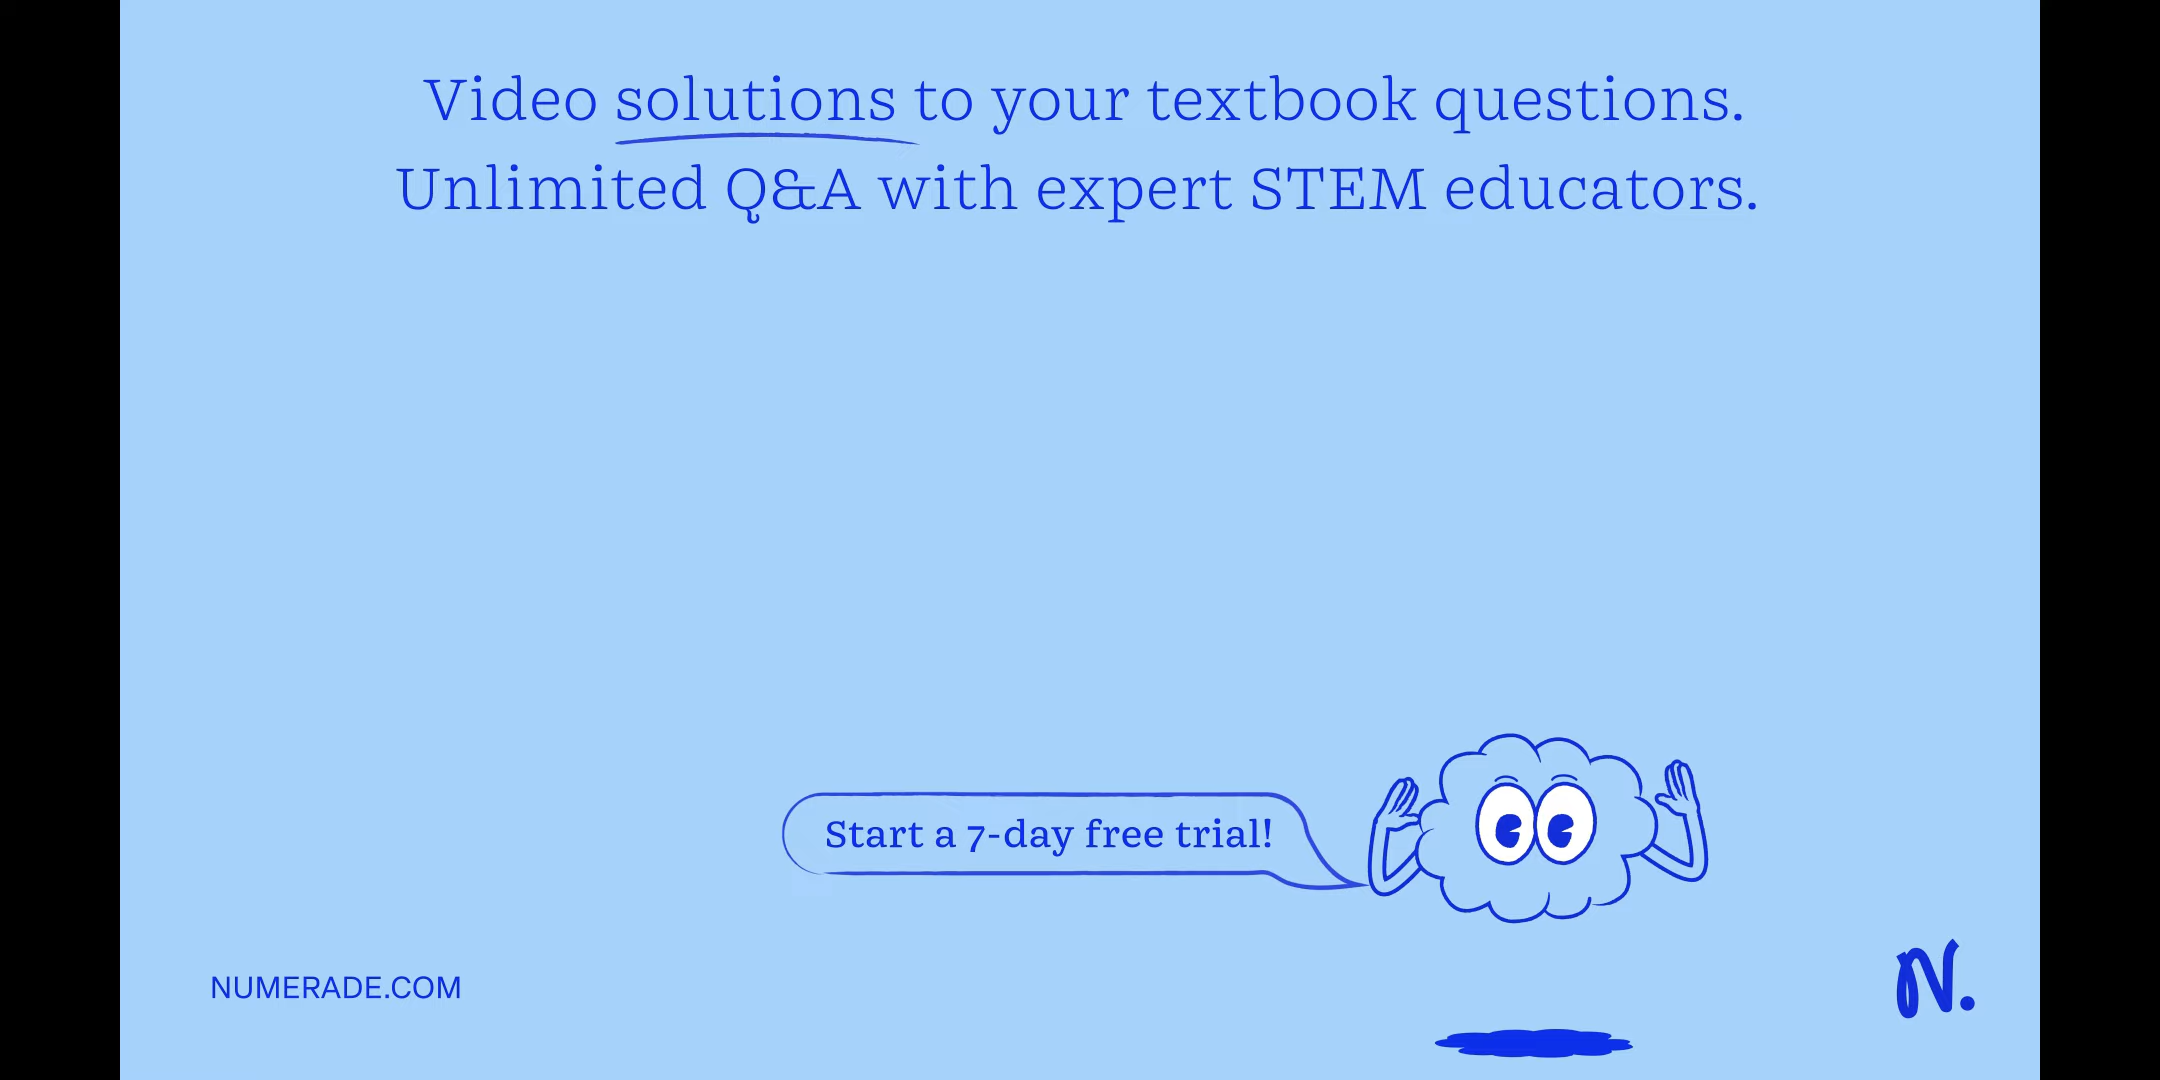 Video solutions to your textbook questions.
Unlimited Q&A with expert STEM educators.
Start a 7-day free trial!
NUMERADE.COM
N.